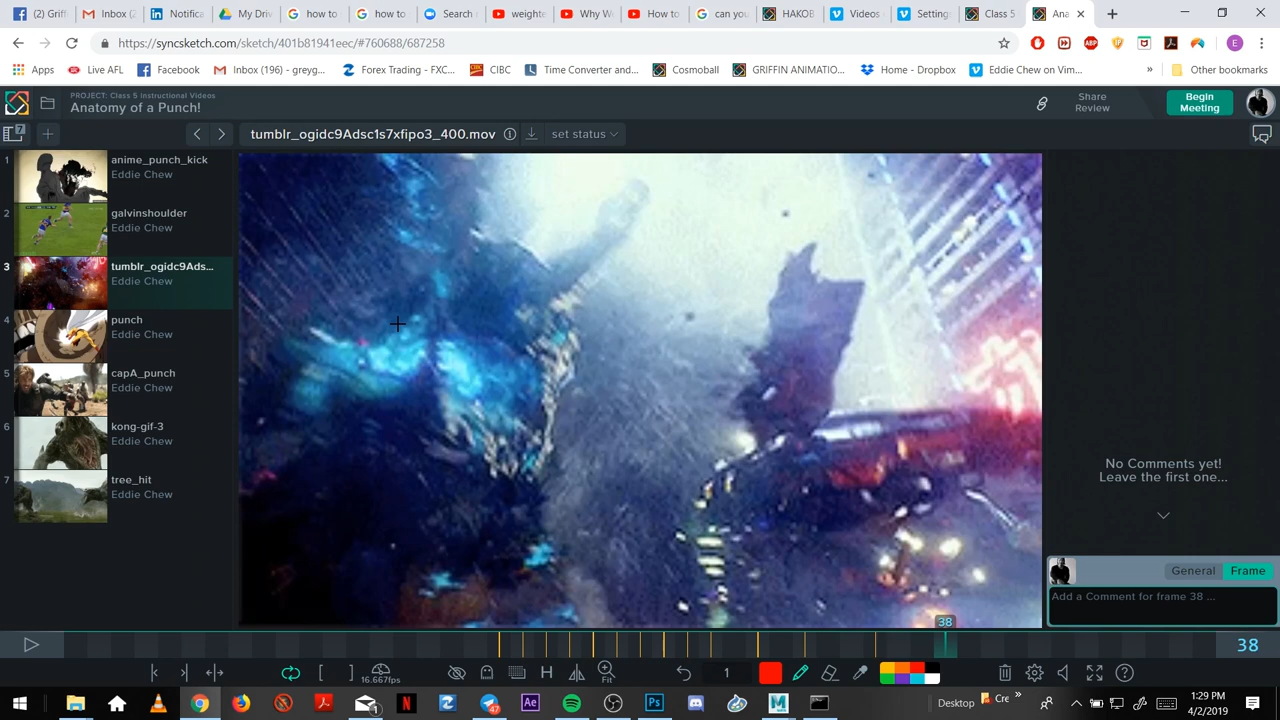 (2) Grif
Inbox (2
Notifica
My Driv
how
how to
Search
weighte
Why W
How to
can you
HAKOB
Videos
Setting
Class 5
Ana
https://syncsketch.com/sketch/401b81941eec/#760688/687258
Apps
Live AFL
Facebook
Inbox (196) - greyg...
Forex Trading - FXC...
CIBC
Time Converter and...
Cosmoball
GRIFFIN ANIMATIO...
Home - Dropbox
Eddie Chew on Vim...
»
Other bookmarks
PROJECT: Class 5 Instructional Videos
Anatomy of a Punch!
Share
Review
Begin
Meeting
7
tumblr_ogidc9Adsc1s7xfipo3_400.mov
set status
1
anime_punch_kick
Eddie Chew
2
galvinshoulder
Eddie Chew
3
tumblr_ogidc9Ads...
Eddie Chew
4
punch
Eddie Chew
5
capA_punch
Eddie Chew
6
kong-gif-3
Eddie Chew
7
tree_hit
Eddie Chew
No Comments yet!
Leave the first one...
General
Frame
Add a Comment for frame 38 ...
38
38
16.667fps
H
Fit
1
47
Desktop
Cre
»
1:29 PM
4/2/2019